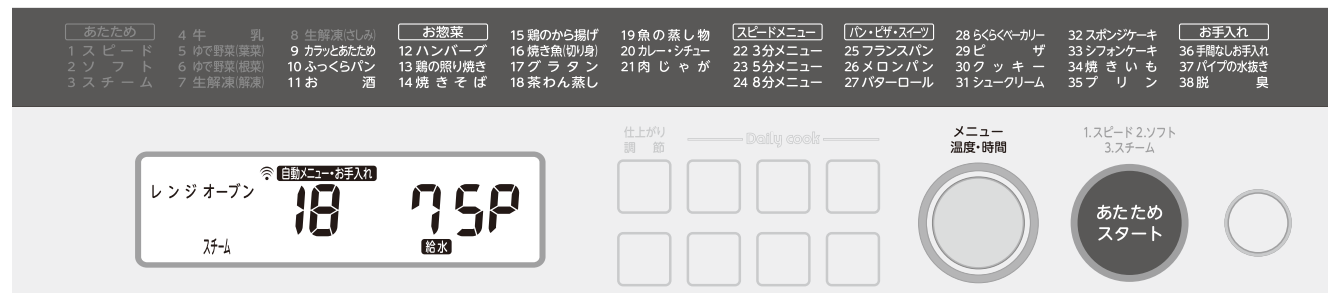 あたため
1 スピード
2 ソフト
3 スチーム
4 牛 乳
5 ゆで野菜(葉菜)
6 ゆで野菜(根菜)
7 生解凍(解凍)
8 生解凍(さしみ)
9 カラッとあたため
10 ふっくらパン
11 お 酒
お惣菜
12 ハンバーグ
13 鶏の照り焼き
14 焼きそば
15 鶏のから揚げ
16 焼き魚(切り身)
17 グラタン
18 茶わん蒸し
19 魚の蒸し物
20 カレー・シチュー
21 肉じゃが
スピードメニュー
22 3分メニュー
23 5分メニュー
24 8分メニュー
パン・ピザ・スイーツ
25 フランスパン
26 メロンパン
27 バターロール
28 らくらくベーカリー
29 ピ ザ
30 クッキー
31 シュークリーム
32 スポンジケーキ
33 シフォンケーキ
34 焼きいも
35 プリン
お手入れ
36 手間なしお手入れ
37 パイプの水抜き
38 脱 臭
自動メニュー・お手入れ
レンジ オーブン
18 75P
スチーム
給水
仕上がり
調 節
Daily cook
メニュー
温度・時間
1.スピード 2.ソフト
3.スチーム
あたため
スタート